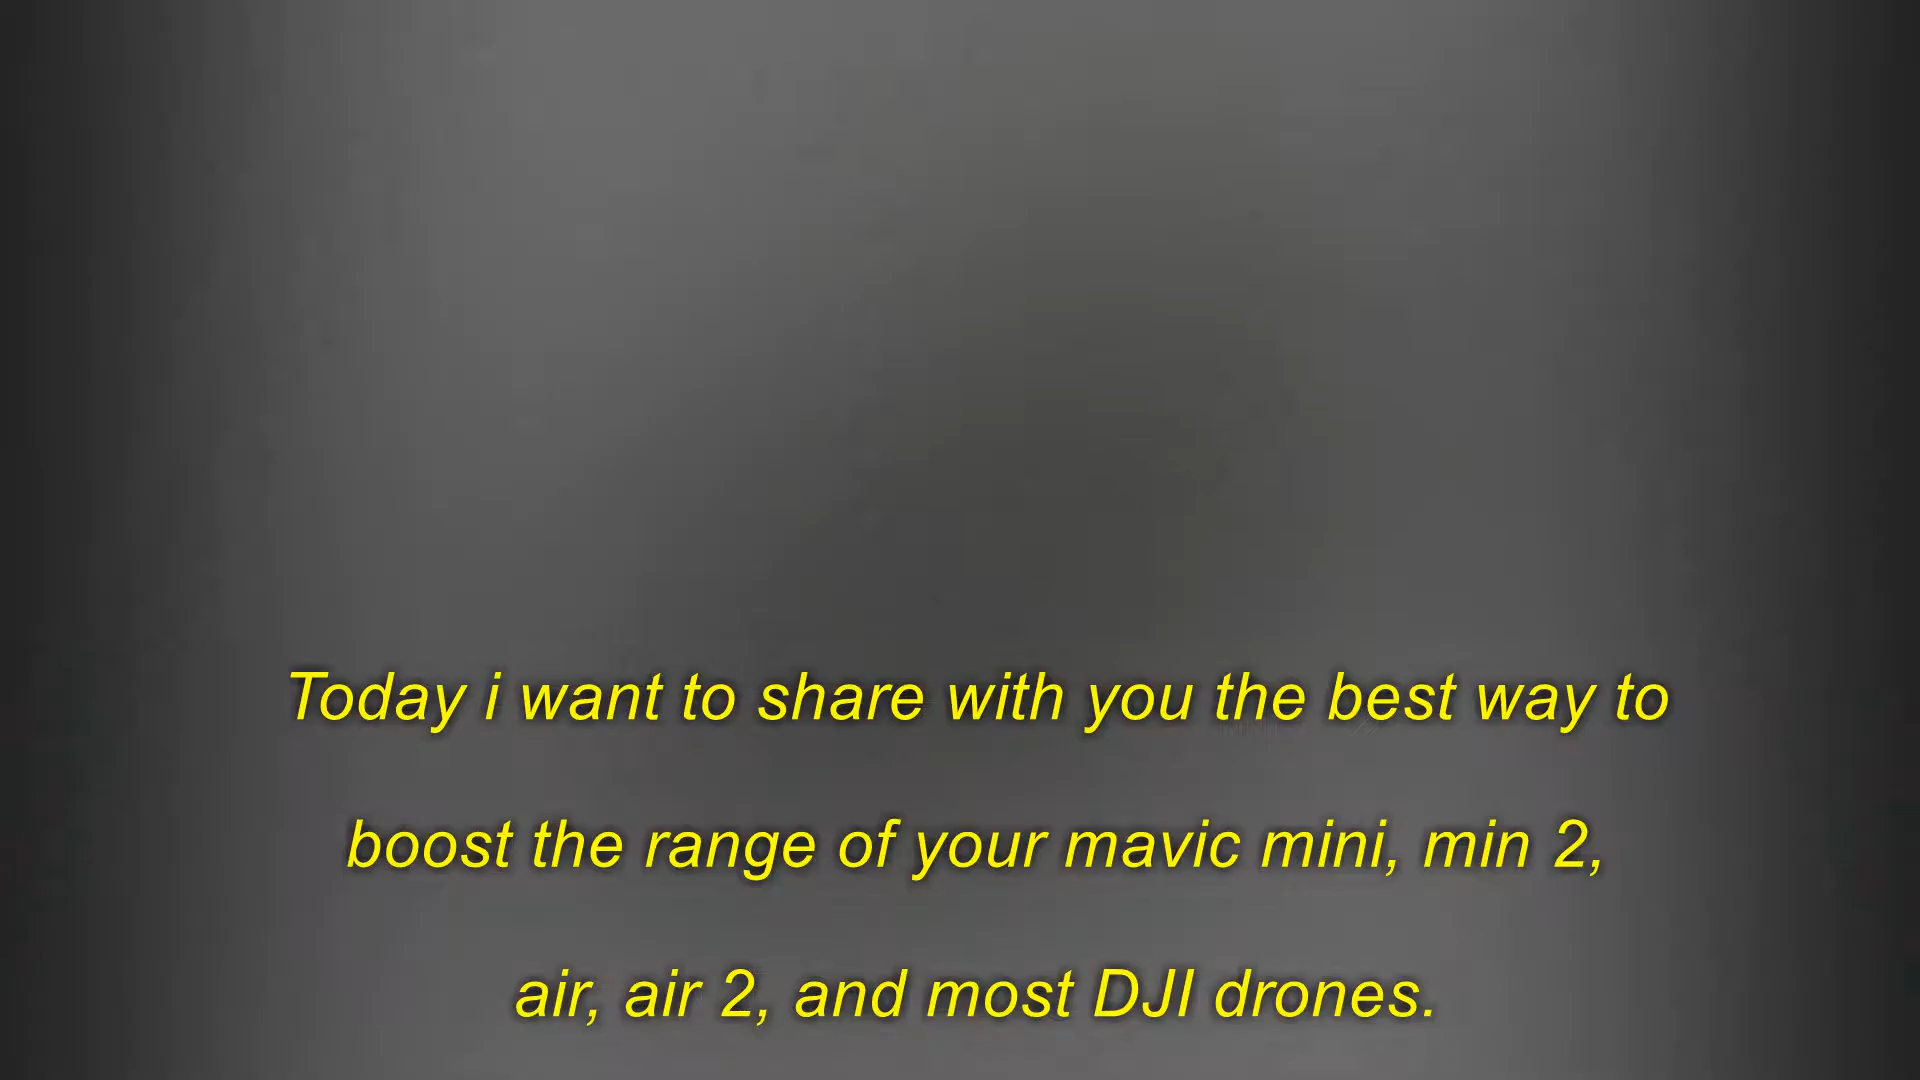 Today i want to share with you the best way to
boost the range of your mavic mini, min 2,
air, air 2, and most DJI drones.